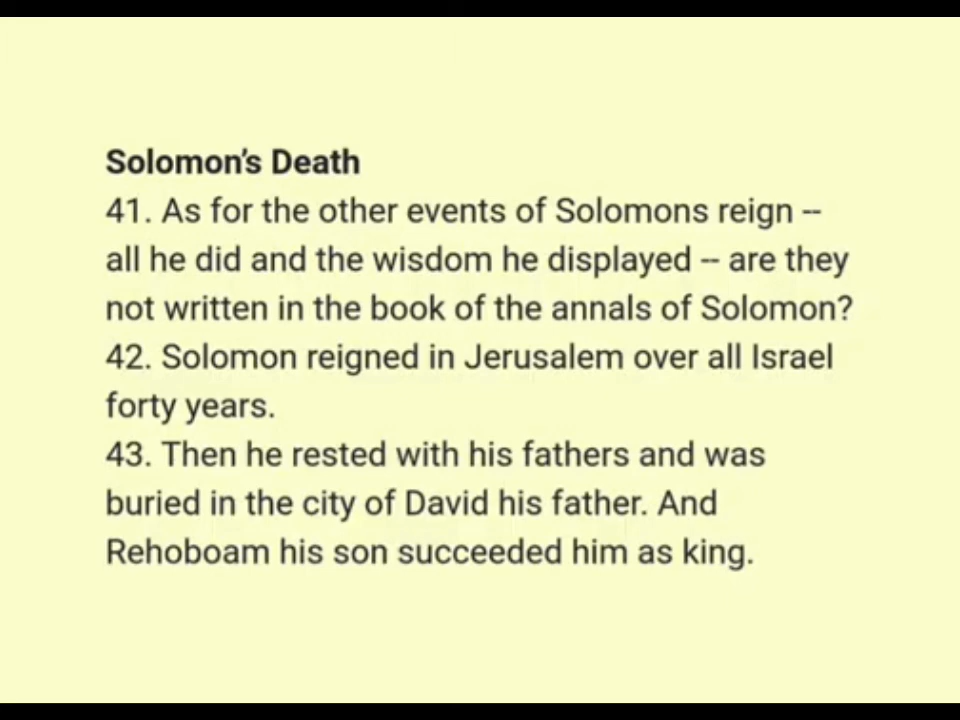 Solomon's Death
41. As for the other events of Solomons reign --
all he did and the wisdom he displayed -- are they
not written in the book of the annals of Solomon?
42. Solomon reigned in Jerusalem over all Israel
forty years.
43. Then he rested with his fathers and was
buried in the city of David his father. And
Rehoboam his son succeeded him as king.